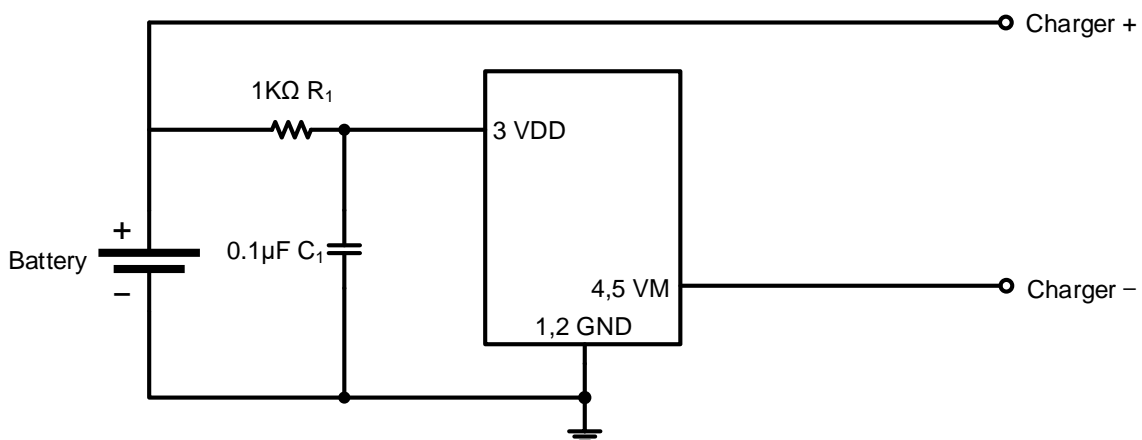 Charger +
1KΩ R₁
3 VDD
+
Battery
0.1µF C₁
−
4,5 VM
Charger −
1,2 GND